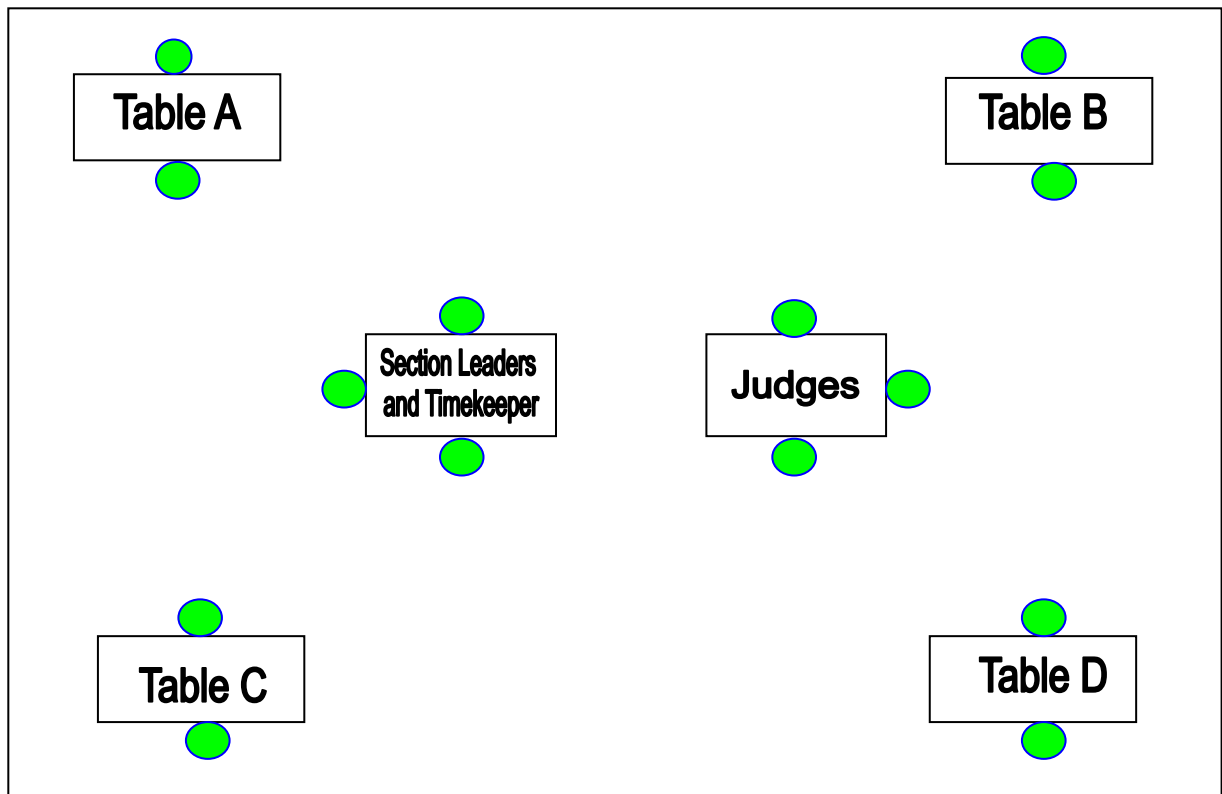 Table A
Table B
Section Leaders
and Timekeeper
Judges
Table C
Table D